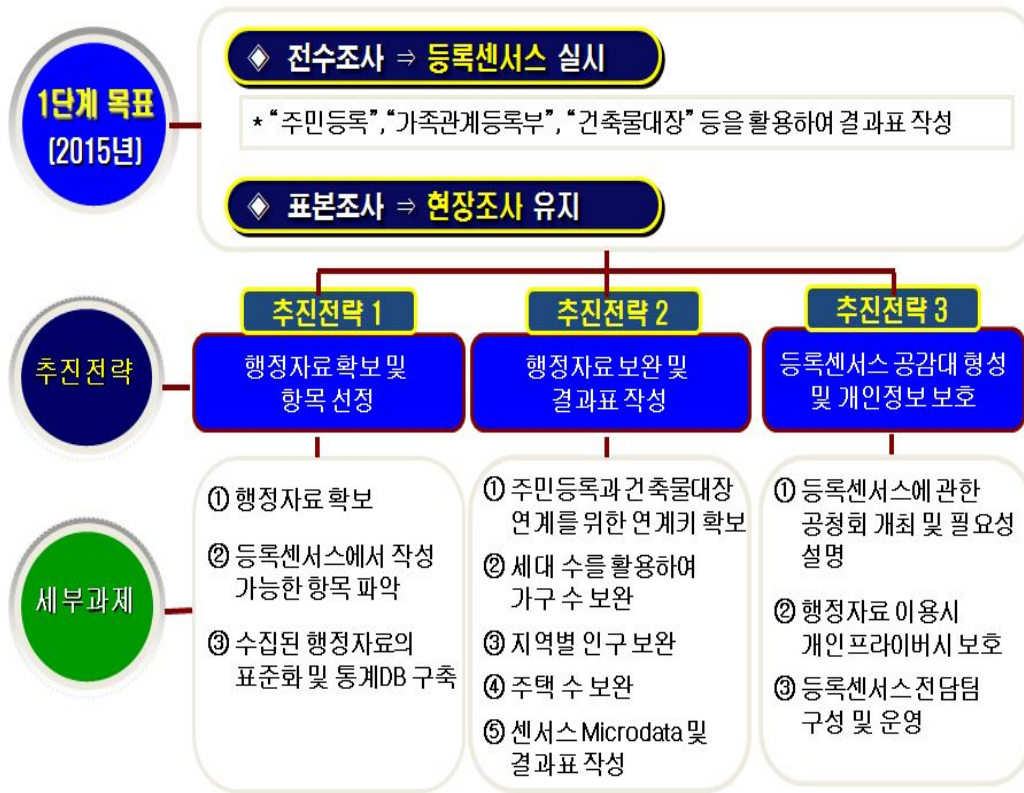 1단계 목표
(2015년)
◈ 전수조사 ⇒ 등록센서스 실시
* “주민등록”, “가족관계등록부”, “건축물대장” 등을 활용하여 결과표 작성
◈ 표본조사 ⇒ 현장조사 유지
추진전략
추진전략 1
행정자료 확보 및
항목 선정
추진전략 2
행정자료 보완 및
결과표 작성
추진전략 3
등록센서스 공감대 형성
및 개인정보 보호
세부과제
① 행정자료 확보
② 등록센서스에서 작성
가능한 항목 파악
③ 수집된 행정자료의
표준화 및 통계DB 구축
① 주민등록과 건축물대장
연계를 위한 연계키 확보
② 세대 수를 활용하여
가구 수 보완
③ 지역별 인구 보완
④ 주택 수 보완
⑤ 센서스 Microdata 및
결과표 작성
① 등록센서스에 관한
공청회 개최 및 필요성
설명
② 행정자료 이용시
개인프라이버시 보호
③ 등록센서스 전담팀
구성 및 운영